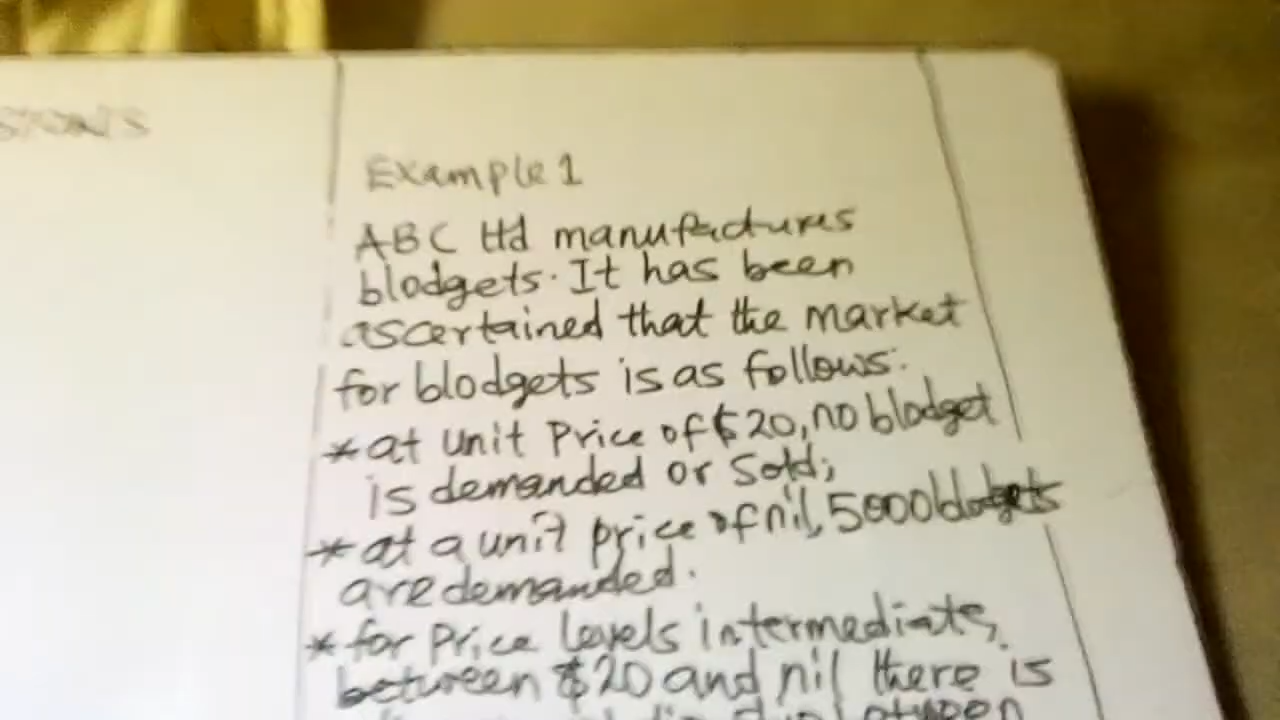 Example 1
ABC Ltd manufactures
blodgets. It has been
ascertained that the market
for blodgets is as follows:
* at unit Price of $20, no blodget
is demanded or sold;
* at a unit price of nil, 5000 blodgets
are demanded.
* for Price levels intermediate,
between $20 and nil there is
between